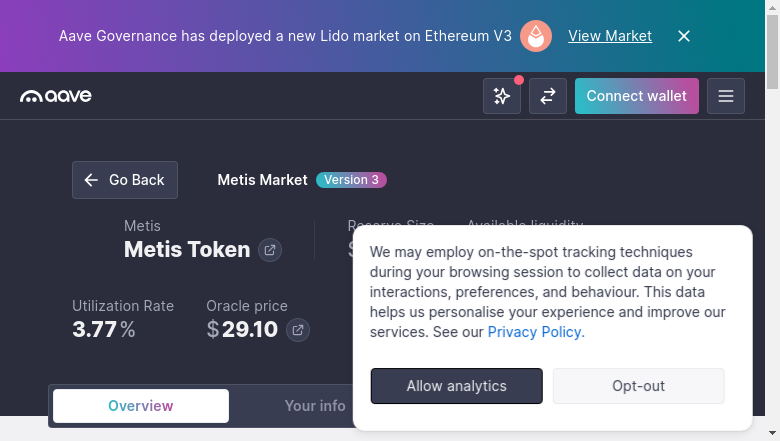 Aave Governance has deployed a new Lido market on Ethereum V3 View Market
aave
Connect wallet
Go Back
Metis Market Version 3
Metis
Metis Token
Reserve Size
Available liquidity
Utilization Rate
3.77%
Oracle price
$29.10
We may employ on-the-spot tracking techniques
during your browsing session to collect data on your
interactions, preferences, and behaviour. This data
helps us personalise your experience and improve our
services. See our Privacy Policy.
Allow analytics
Opt-out
Overview
Your info